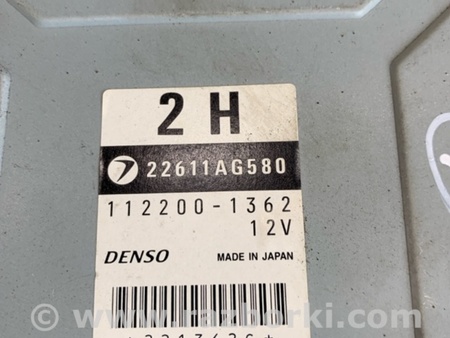 2 H
22611AG580
112200-1362
12V
DENSO MADE IN JAPAN
www.razborki.com